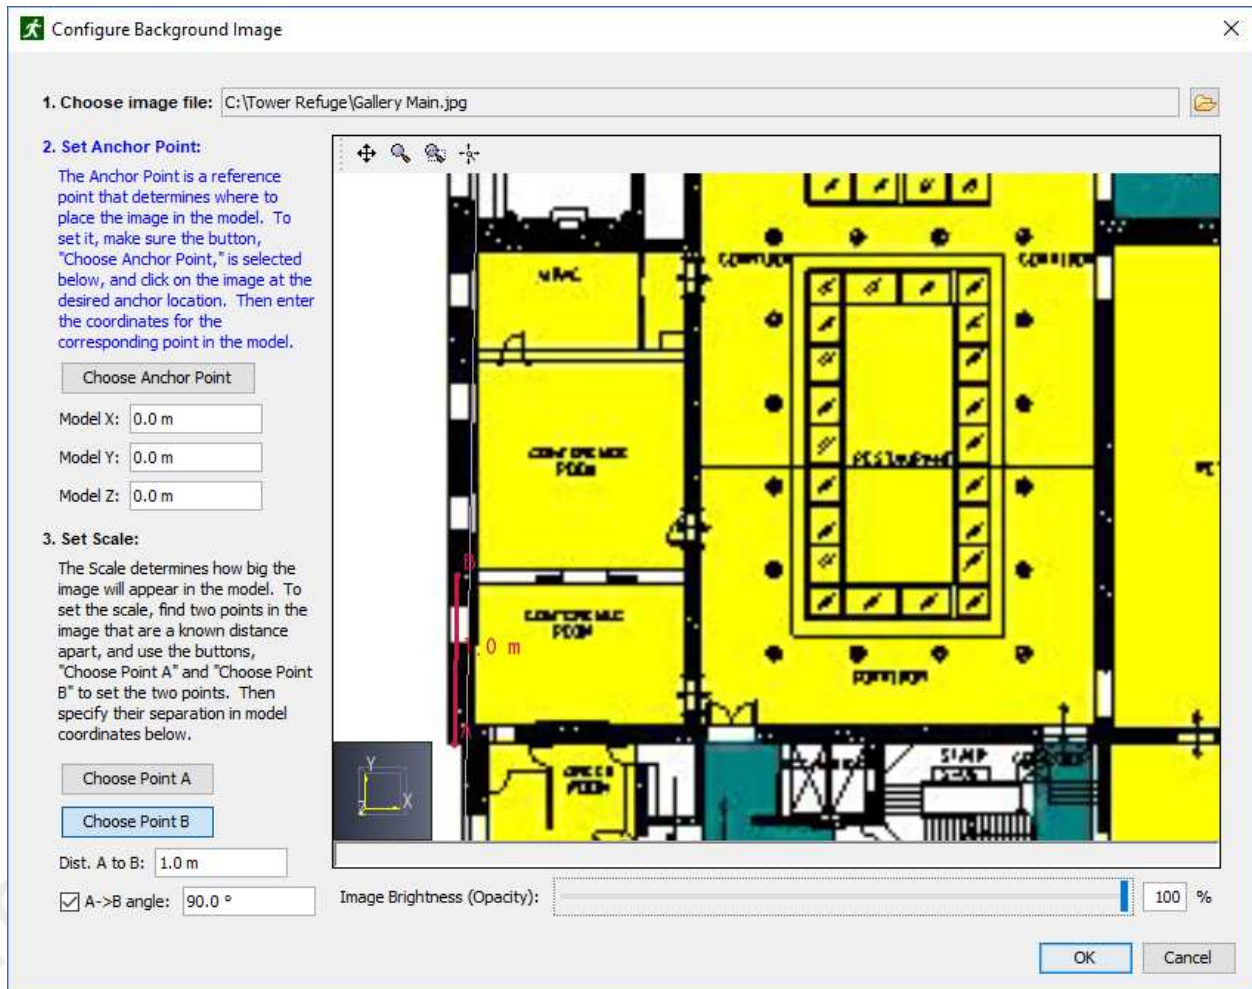 Configure Background Image
1. Choose image file: C:\Tower Refuge\Gallery Main.jpg
2. Set Anchor Point:
The Anchor Point is a reference
point that determines where to
place the image in the model. To
set it, make sure the button,
"Choose Anchor Point," is selected
below, and click on the image at the
desired anchor location. Then enter
the coordinates for the
corresponding point in the model.
Choose Anchor Point
Model X: 0.0 m
Model Y: 0.0 m
Model Z: 0.0 m
3. Set Scale:
The Scale determines how big the
image will appear in the model. To
set the scale, find two points in the
image that are a known distance
apart, and use the buttons,
"Choose Point A" and "Choose Point
B" to set the two points. Then
specify their separation in model
coordinates below.
Choose Point A
Choose Point B
Dist. A to B: 1.0 m
A->B angle: 90.0 °
B
1.0 m
A
Y
Z X
Image Brightness (Opacity): 100 %
OK Cancel